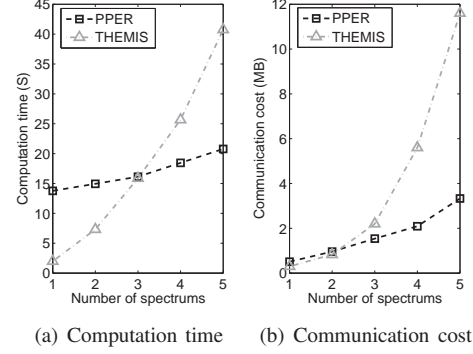 PPER
THEMIS
Computation time (S)
45
40
35
30
25
20
15
10
5
0
1 2 3 4 5
Number of spectrums
(a) Computation time
PPER
THEMIS
Communication cost (MB)
12
10
8
6
4
2
0
1 2 3 4 5
Number of spectrums
(b) Communication cost